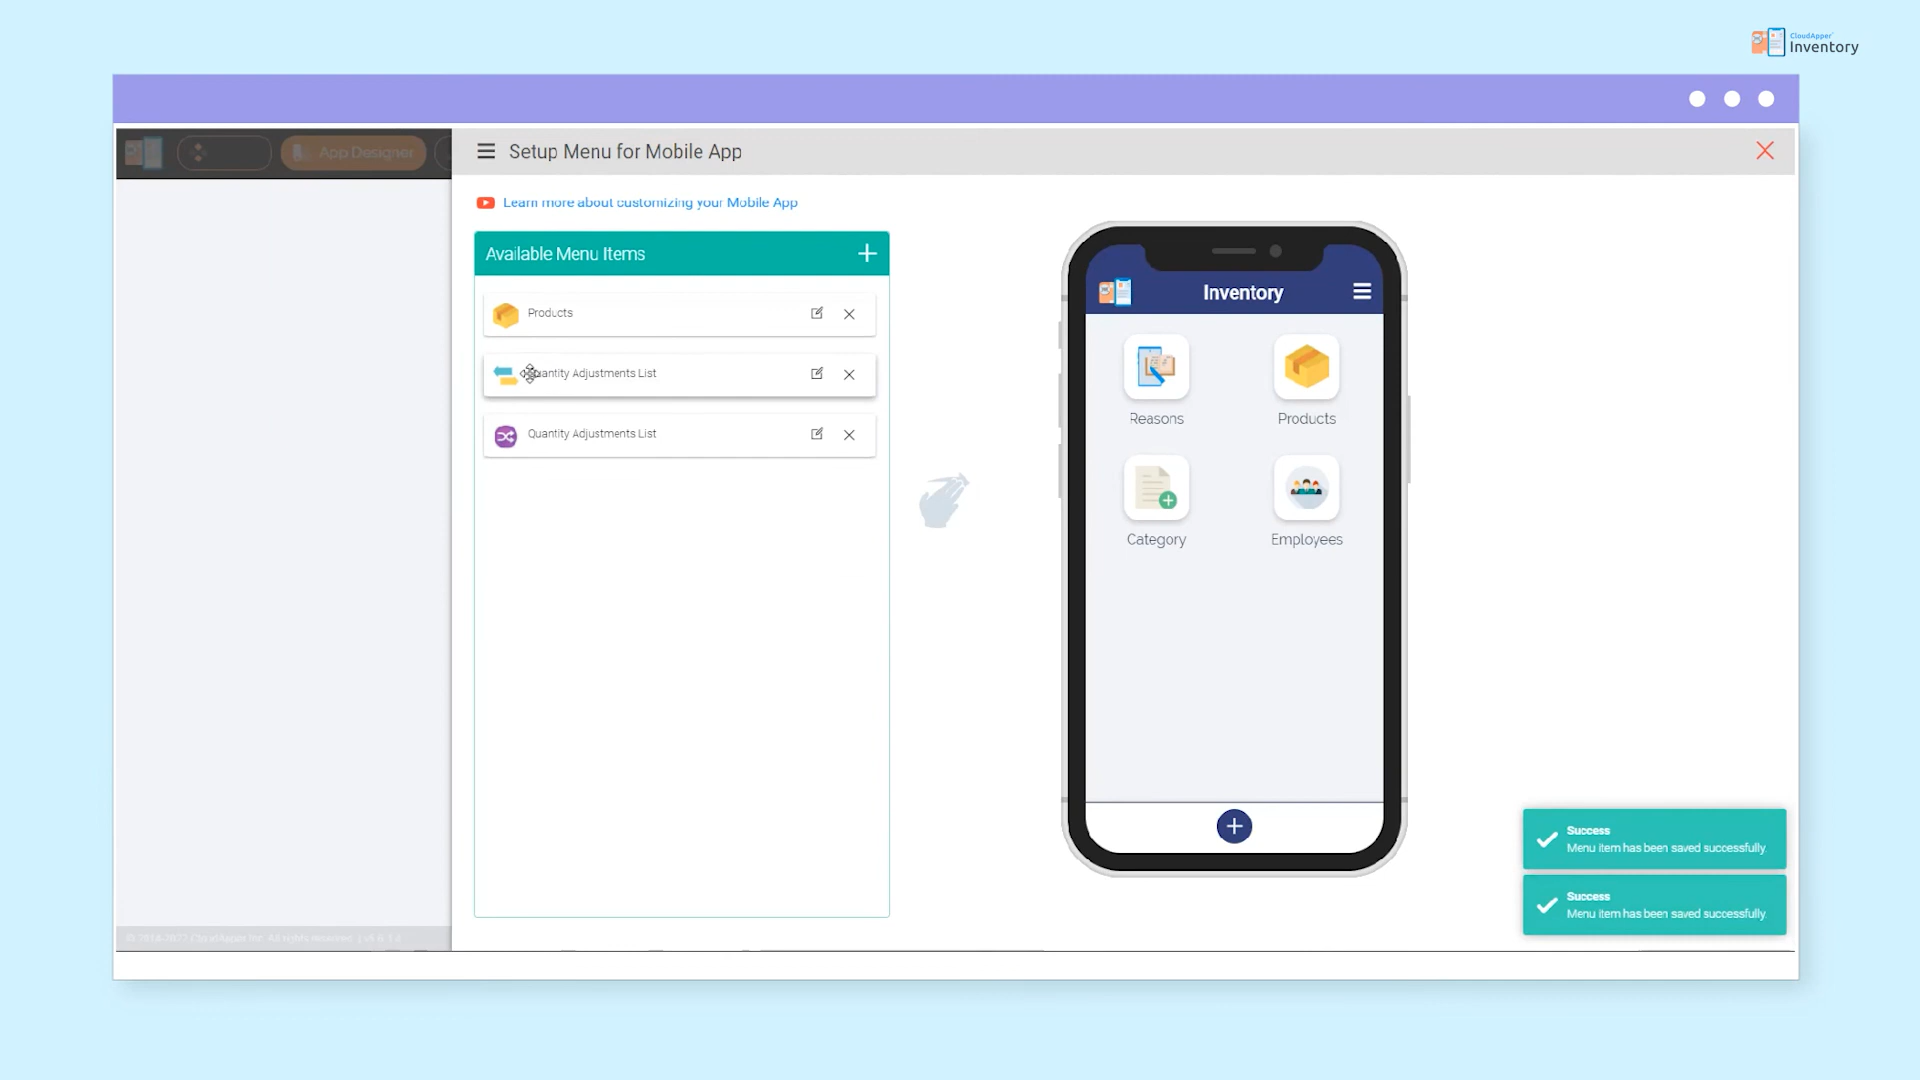 CloudApper
Inventory
App Designer
Setup Menu for Mobile App
Learn more about customizing your Mobile App
Available Menu Items
Products
uantity Adjustments List
Quantity Adjustments List
Inventory
Reasons
Products
Category
Employees
Success
Menu item has been saved successfully.
Success
Menu item has been saved successfully.